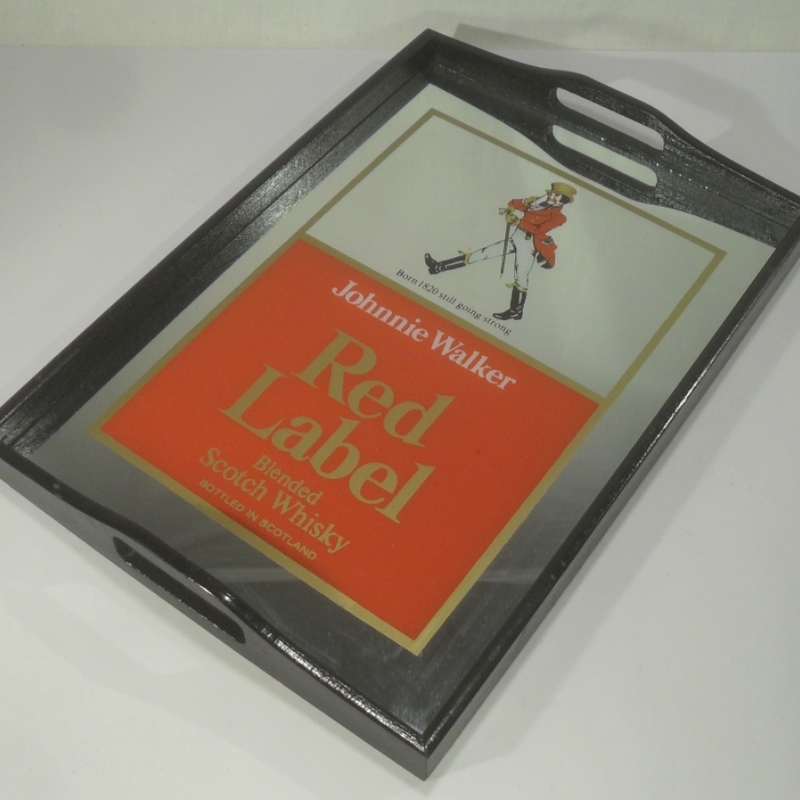 Born 1820 still going strong
Johnnie Walker
Red
Label
Blended
Scotch Whisky
BOTTLED IN SCOTLAND